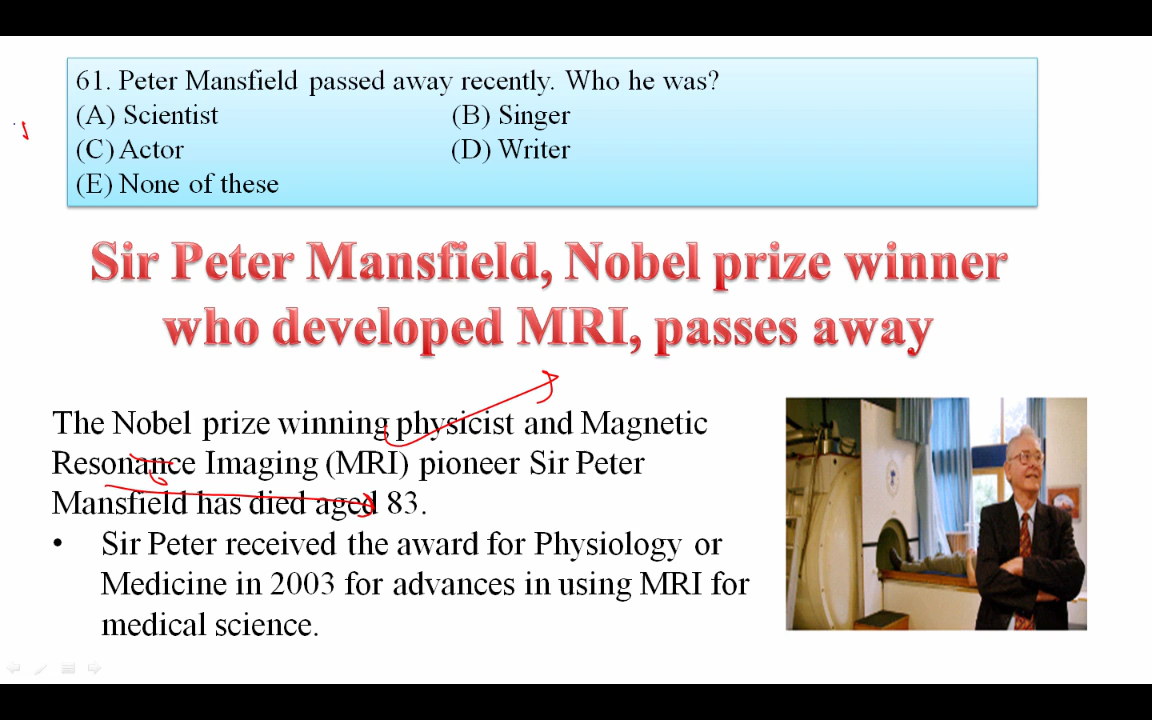 61. Peter Mansfield passed away recently. Who he was?
(A) Scientist (B) Singer
(C) Actor (D) Writer
(E) None of these
Sir Peter Mansfield, Nobel prize winner
who developed MRI, passes away
The Nobel prize winning physicist and Magnetic
Resonance Imaging (MRI) pioneer Sir Peter
Mansfield has died aged 83.
• Sir Peter received the award for Physiology or
Medicine in 2003 for advances in using MRI for
medical science.